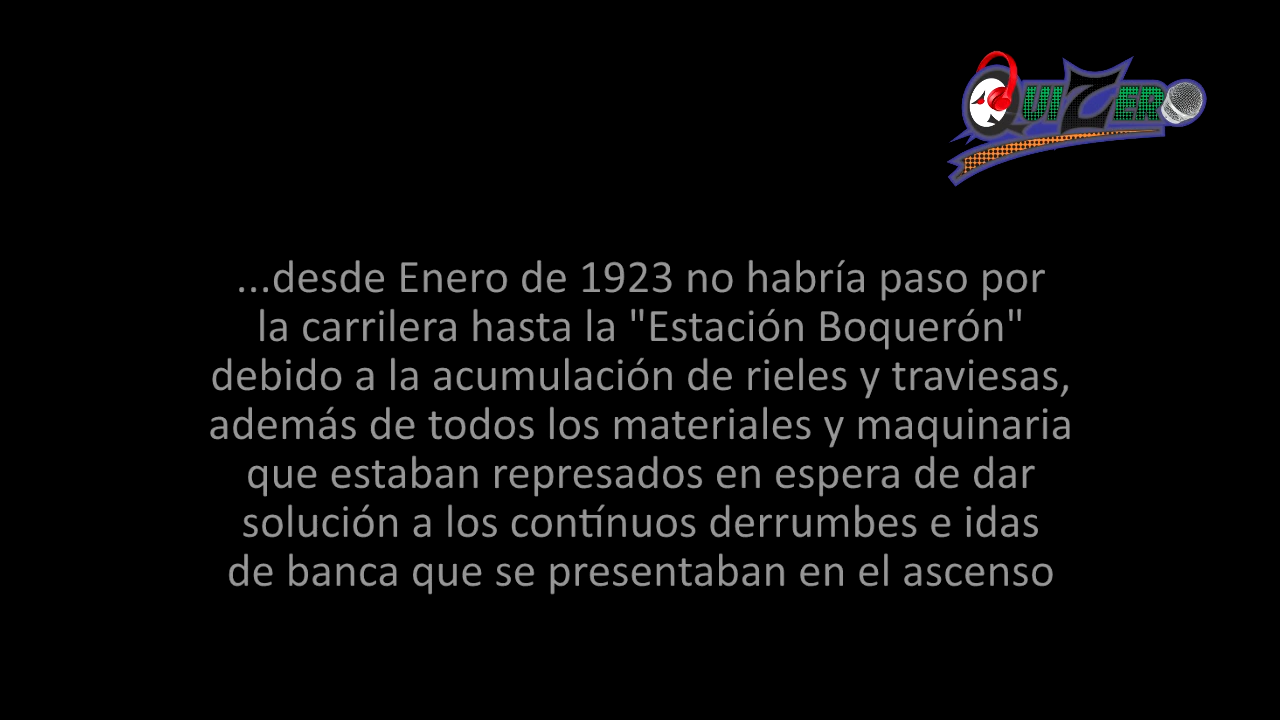 QUIZERO
...desde Enero de 1923 no habría paso por
la carrilera hasta la "Estación Boquerón"
debido a la acumulación de rieles y traviesas,
además de todos los materiales y maquinaria
que estaban represados en espera de dar
solución a los contínuos derrumbes e idas
de banca que se presentaban en el ascenso